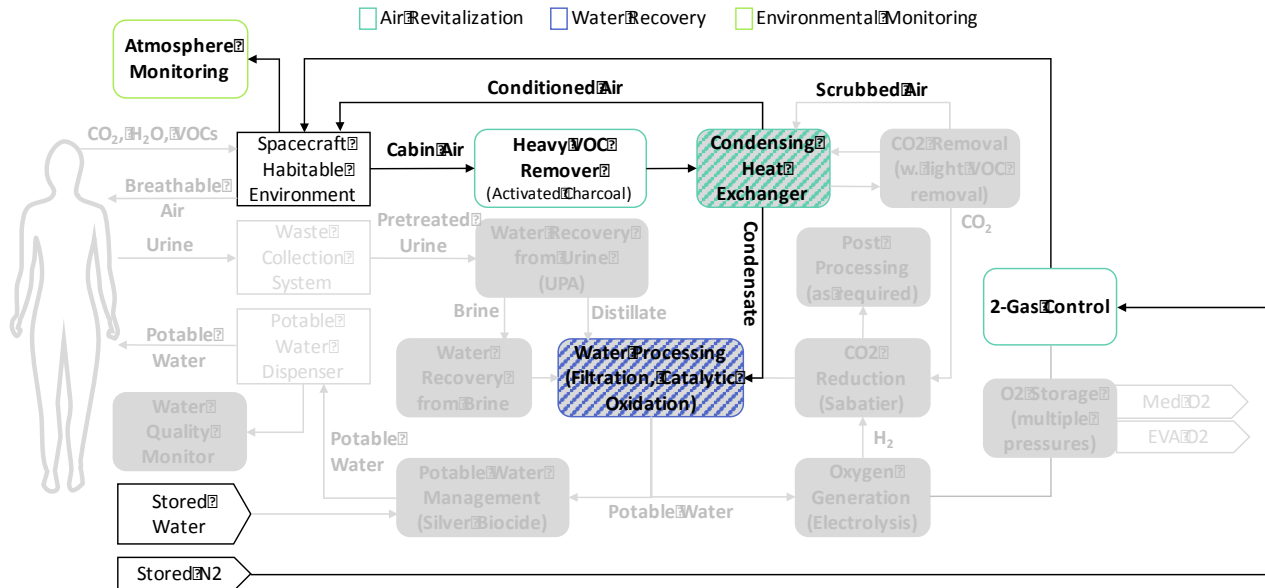 Air Revitalization
Water Recovery
Environmental Monitoring
Atmosphere
Monitoring
Conditioned Air
Scrubbed Air
CO2, H2O, VOCs
Spacecraft
Habitable
Environment
Cabin Air
Heavy VOC
Remover
(Activated Charcoal)
Condensing
Heat
Exchanger
CO2 Removal
(w. light VOC
removal)
Breathable
Air
Urine
Waste
Collection
System
Pretreated
Urine
Water Recovery
from Urine
(UPA)
Condensate
Post
Processing
(as required)
CO2
2-Gas Control
Brine
Distillate
Potable
Water
Potable
Water
Dispenser
Water
Recovery
from Brine
Water Processing
(Filtration, Catalytic
Oxidation)
CO2
Reduction
(Sabatier)
O2 Storage
(multiple
pressures)
Med O2
EVA O2
Water
Quality
Monitor
Potable
Water
H2
Potable Water
Management
(Silver Biocide)
Potable Water
Oxygen
Generation
(Electrolysis)
Stored
Water
Stored N2